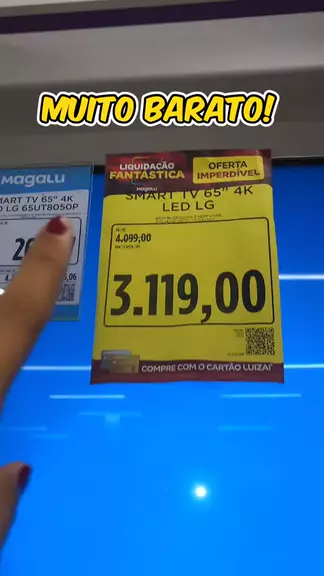 MUITO BARATO!
LIQUIDAÇÃO
FANTÁSTICA
Magalu
OFERTA
IMPERDÍVEL
SMART TV 65" 4K
LED LG
4.099,00
3.119,00
COMPRE COM O CARTÃO LUIZA!
Magalu
MART TV 65" 4K
D LG 65UT8050P